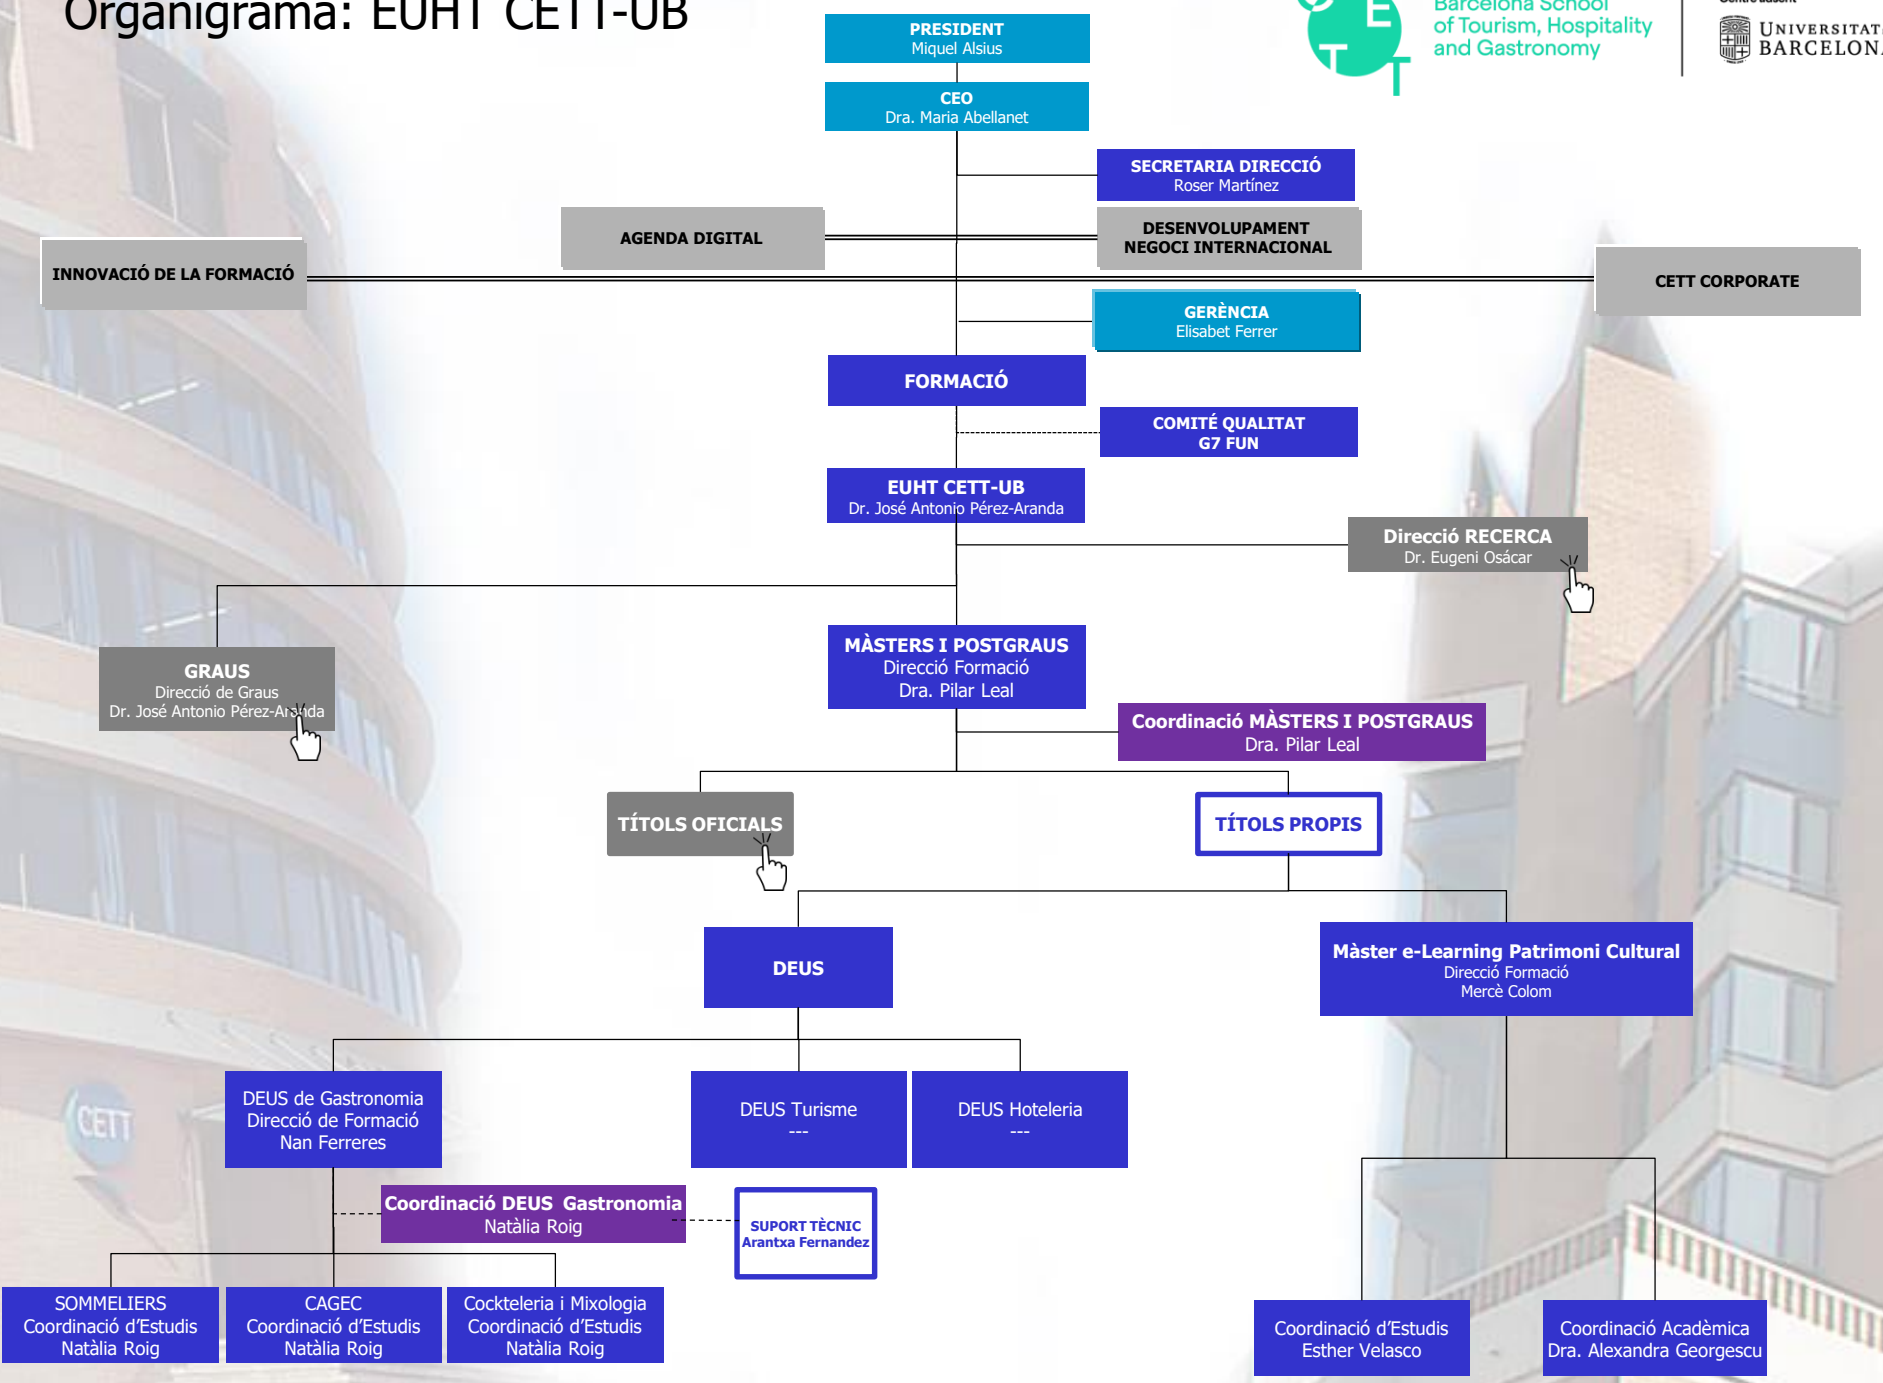 Organigrama: EUHT CETT-UB
Barcelona School
of Tourism, Hospitality
and Gastronomy
UNIVERSITAT
BARCELONA
PRESIDENT
Miquel Alsius
CEO
Dra. Maria Abellanet
SECRETARIA DIRECCIÓ
Roser Martínez
AGENDA DIGITAL
DESENVOLUPAMENT
NEGOCI INTERNACIONAL
INNOVACIÓ DE LA FORMACIÓ
CETT CORPORATE
GERÈNCIA
Elisabet Ferrer
FORMACIÓ
COMITÉ QUALITAT
G7 FUN
EUHT CETT-UB
Dr. José Antonio Pérez-Aranda
Direcció RECERCA
Dr. Eugeni Osácar
GRAUS
Direcció de Graus
Dr. José Antonio Pérez-Aranda
MÀSTERS I POSTGRAUS
Direcció Formació
Dra. Pilar Leal
Coordinació MÀSTERS I POSTGRAUS
Dra. Pilar Leal
TÍTOLS OFICIALS
TÍTOLS PROPIS
DEUS
Màster e-Learning Patrimoni Cultural
Direcció Formació
Mercè Colom
DEUS de Gastronomia
Direcció de Formació
Nan Ferreres
DEUS Turisme
---
DEUS Hoteleria
---
CETT
Coordinació DEUS  Gastronomia
Natàlia Roig
SUPORT TÈCNIC
Arantxa Fernandez
SOMMELIERS
Coordinació d'Estudis
Natàlia Roig
CAGEC
Coordinació d'Estudis
Natàlia Roig
Cockteleria i Mixologia
Coordinació d'Estudis
Natàlia Roig
Coordinació d'Estudis
Esther Velasco
Coordinació Acadèmica
Dra. Alexandra Georgescu